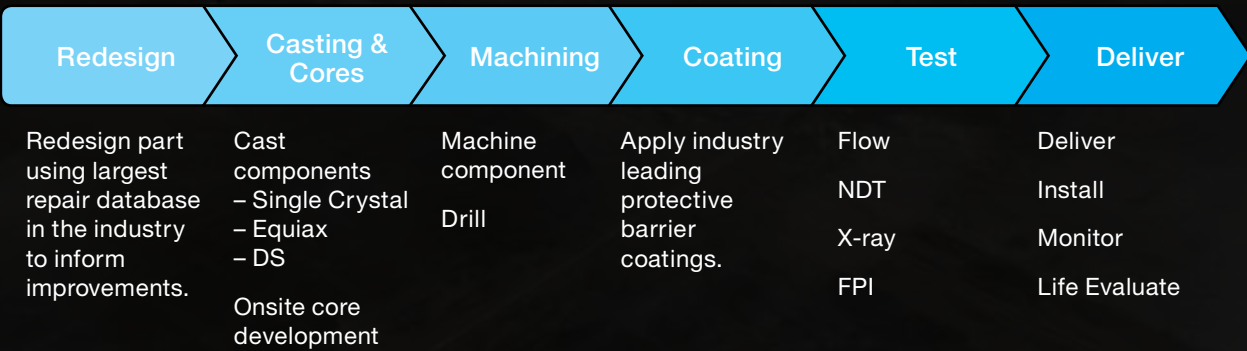 Redesign
Casting &
Cores
Machining
Coating
Test
Deliver
Redesign part
using largest
repair database
in the industry
to inform
improvements.
Cast
components
– Single Crystal
– Equiax
– DS
Onsite core
development
Machine
component
Drill
Apply industry
leading
protective
barrier
coatings.
Flow
NDT
X-ray
FPI
Deliver
Install
Monitor
Life Evaluate